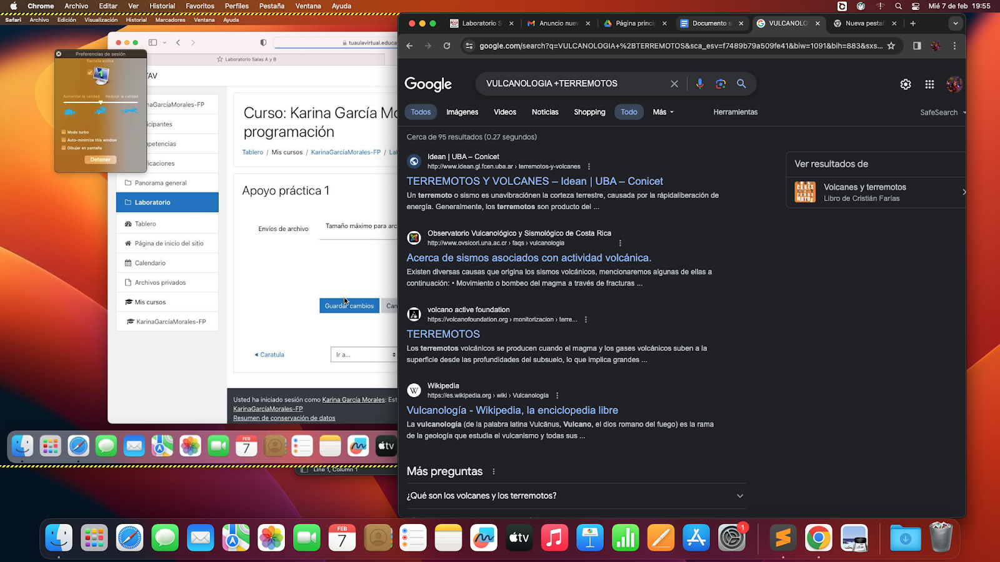 Chrome Archivo Editar Ver Historial Favoritos Perfiles Pestaña Ventana Ayuda
Mié 7 de feb 19:55
Safari Archivo Edición Visualización Historial Marcadores Ventana Ayuda
Preferencias de sesión
Pantalla activa
1
Aumentar la calidad Reducir la calidad
Modo turbo
Auto-minimize this window
Dibujar en pantalla
Detener
tuaulavirtual.educa
Laboratorio Salas A y B
TAV
naGarcíaMorales-FP
icipantes
petencias
icaciones
Panorama general
Laboratorio
Tablero
Página de inicio del sitio
Calendario
Archivos privados
Mis cursos
KarinaGarcíaMorales-FP
Curso: Karina García Mo
programación
Tablero / Mis cursos / KarinaGarcíaMorales-FP / La
Apoyo práctica 1
Envíos de archivo
Tamaño máximo para arc
Guardar cambios
Can
◄ Caratula
Ir a...
Usted ha iniciado sesión como Karina García Morales: Est
KarinaGarcíaMorales-FP
Resumen de conservación de datos
FEB
7
tv
Line 1, Column 1
Laboratorio S
Anuncio nue
Página princi
Documento s
VULCANOLO
Nueva pesta
google.com/search?q=VULCANOLOGIA+%2BTERREMOTOS&sca_esv=f7489b79a509fe41&biw=1091&bih=883&sxs...
Google
VULCANOLOGIA +TERREMOTOS
Todos Imágenes Videos Noticias Shopping Todo Más Herramientas
SafeSearch
Cerca de 95 resultados (0.27 segundos)
Idean | UBA – Conicet
http://www.idean.gl.fcen.uba.ar › terremotos-y-volcanes
TERREMOTOS Y VOLCANES – Idean | UBA – Conicet
Un terremoto o sismo es unavibraciónen la corteza terrestre, causada por la rápidaliberación de
energía. Generalmente, los terremotos son producto del ...
Ver resultados de
CANES
MOTOS
Volcanes y terremotos
Libro de Cristián Farías
Observatorio Vulcanológico y Sismológico de Costa Rica
http://www.ovsicori.una.ac.cr › faqs › vulcanologia
Acerca de sismos asociados con actividad volcánica.
Existen diversas causas que origina los sismos volcánicos, mencionaremos algunas de ellas a
continuación: • Movimiento o bombeo del magma a través de fracturas ...
volcano active foundation
https://volcanofoundation.org › monitorizacion › terre...
TERREMOTOS
Los terremotos volcánicos se producen cuando el magma y los gases volcánicos suben a la
superficie desde las profundidades del subsuelo, lo que implica grandes ...
W
Wikipedia
https://es.wikipedia.org › wiki › Vulcanología
Vulcanología - Wikipedia, la enciclopedia libre
La vulcanología (de la palabra latina Vulcānus, Vulcano, el dios romano del fuego) es la rama
de la geología que estudia el vulcanismo y todas sus ...
Más preguntas
¿Qué son los volcanes y los terremotos?
FEB
7
tv
1